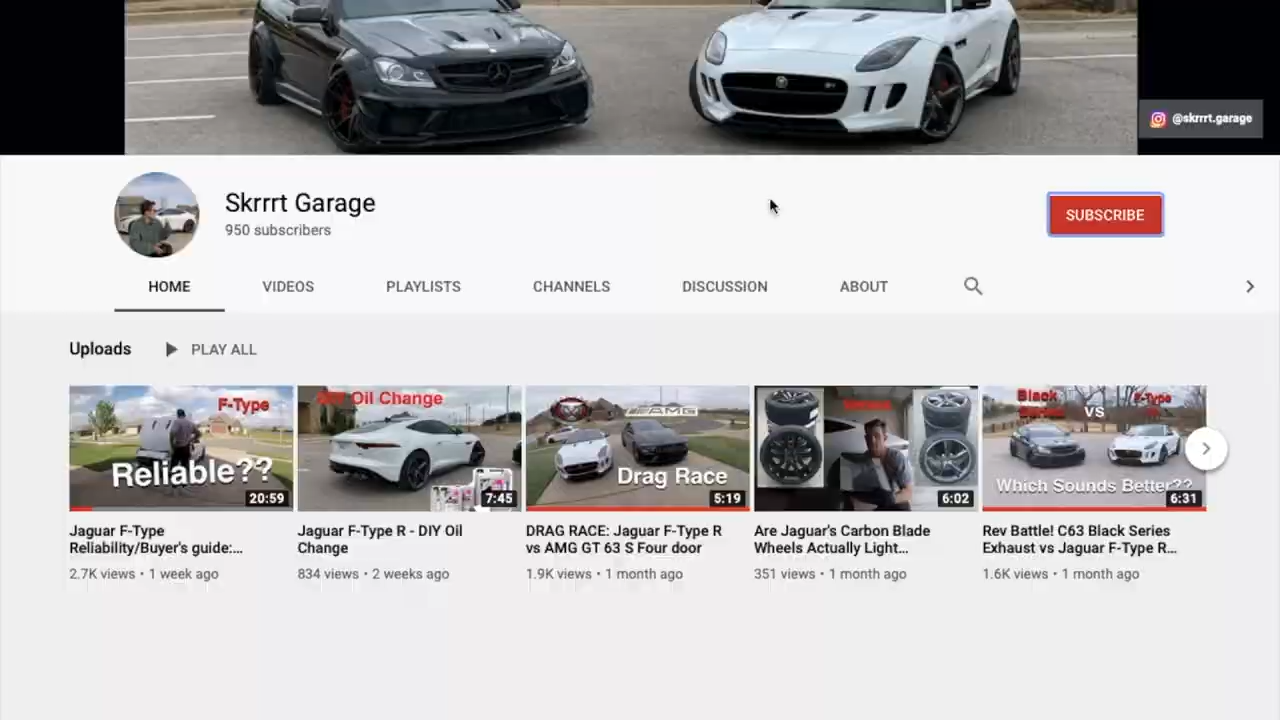 @skrrrt.garage
Skrrrt Garage
950 subscribers
SUBSCRIBE
HOME
VIDEOS
PLAYLISTS
CHANNELS
DISCUSSION
ABOUT
Uploads
PLAY ALL
F-Type
Reliable??
20:59
Oil Change
7:45
AMG
Drag Race
5:19
6:02
Black
F-Type
VS
Which Sounds Better??
6:31
Jaguar F-Type
Reliability/Buyer's guide:...
2.7K views • 1 week ago
Jaguar F-Type R - DIY Oil
Change
834 views • 2 weeks ago
DRAG RACE: Jaguar F-Type R
vs AMG GT 63 S Four door
1.9K views • 1 month ago
Are Jaguar's Carbon Blade
Wheels Actually Light...
351 views • 1 month ago
Rev Battle! C63 Black Series
Exhaust vs Jaguar F-Type R...
1.6K views • 1 month ago